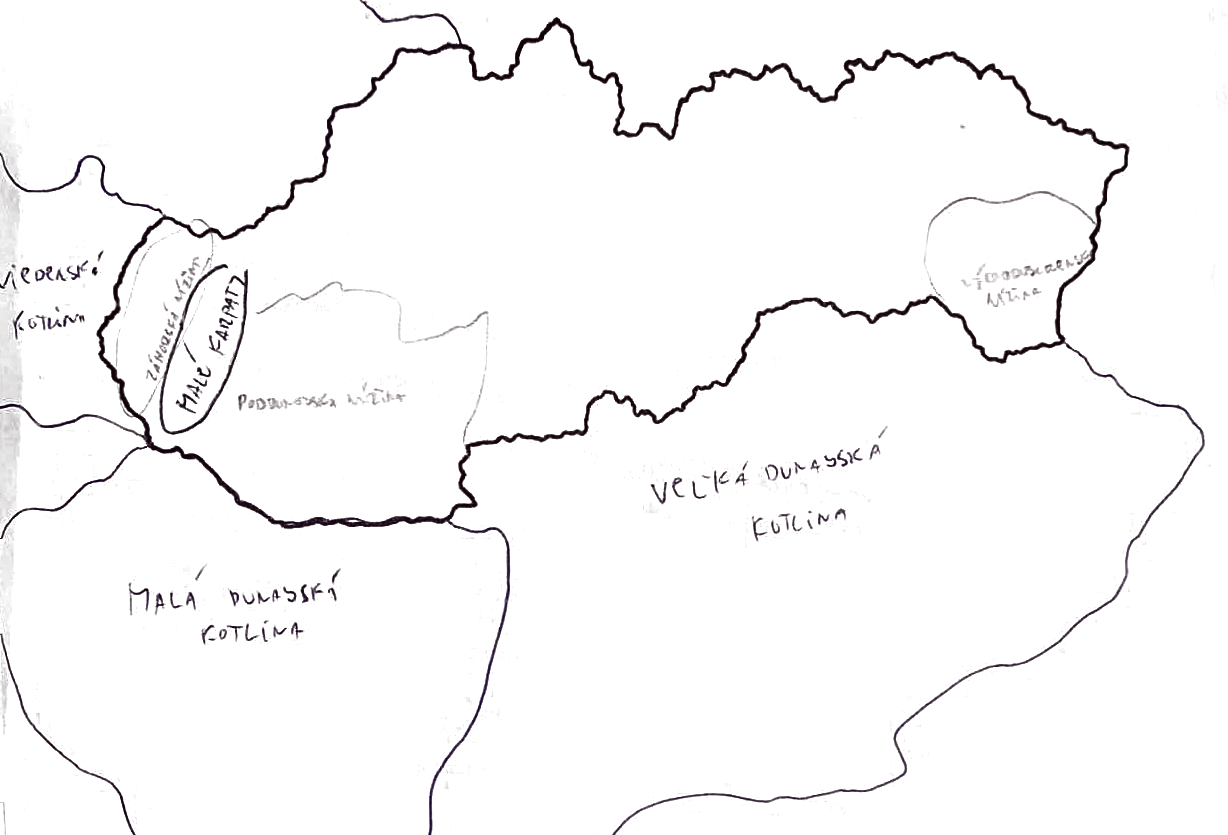 VIEDENSKÁ
KOTLINA
ZÁHORSKÁ NÍŽINA
MALÉ KARPATY
PODUNAJSKÁ NÍŽINA
VÝCHODOSLOVENSKÁ
NÍŽINA
VEĽKÁ DUNAJSKÁ
KOTLINA
MALÁ DUNAJSKÁ
KOTLINA